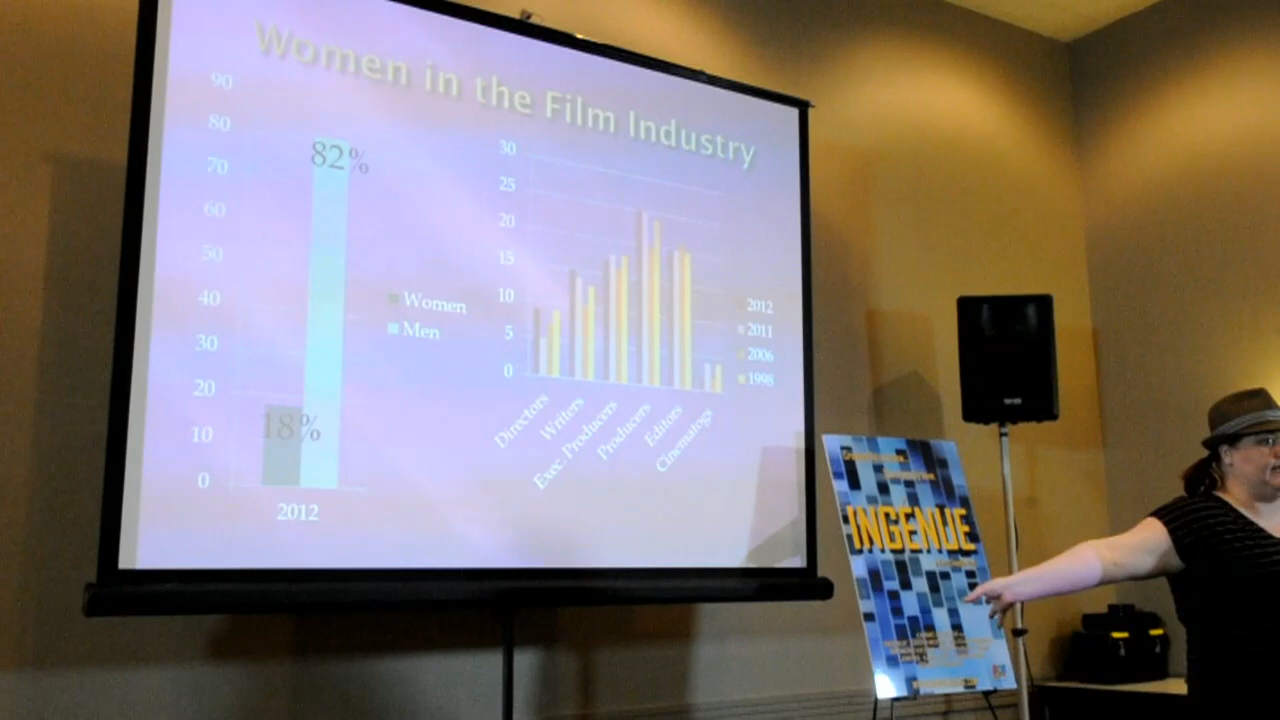 Women in the Film Industry
90
80
70
60
50
40
30
20
10
0
82%
18%
2012
Women
Men
30
25
20
15
10
5
0
Directors
Writers
Exec. Producers
Producers
Editors
Cinematogs
2012
2011
2006
1998
INGENUE